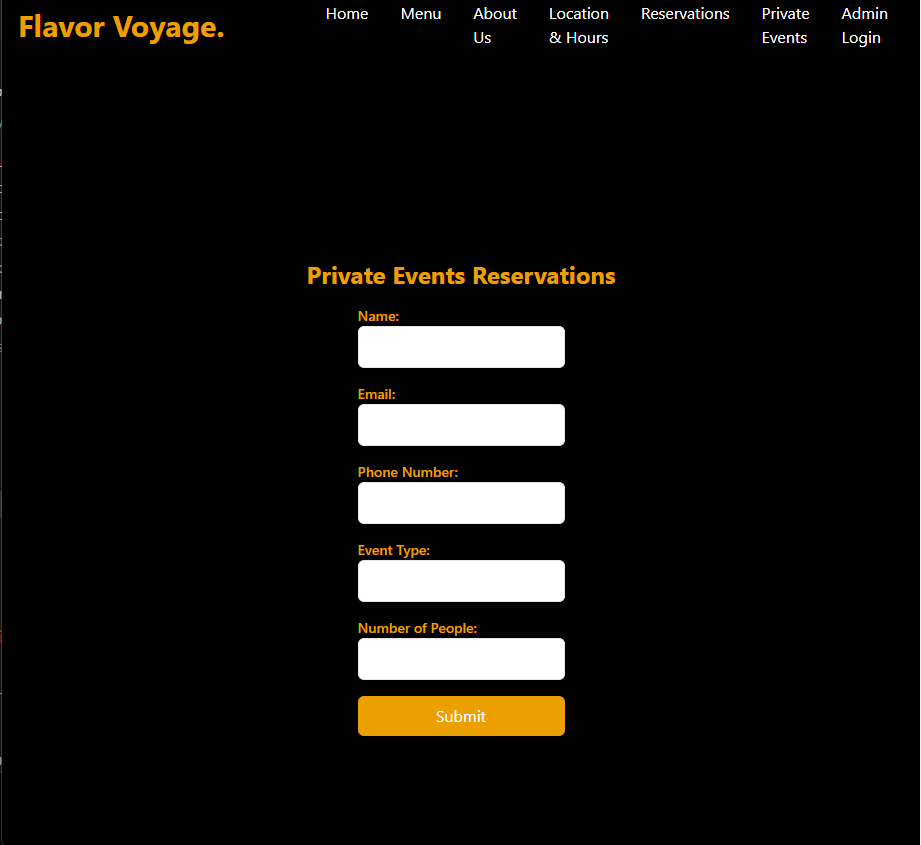 Flavor Voyage.
Home
Menu
About
Us
Location
& Hours
Reservations
Private
Events
Admin
Login
Private Events Reservations
Name:
Email:
Phone Number:
Event Type:
Number of People:
Submit